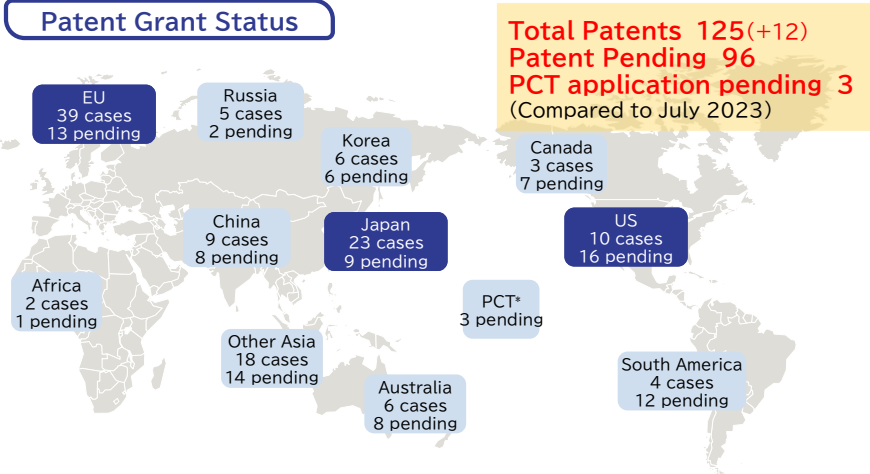 Patent Grant Status
Total Patents 125(+12)
Patent Pending 96
PCT application pending 3
(Compared to July 2023)
EU
39 cases
13 pending
Russia
5 cases
2 pending
Korea
6 cases
6 pending
Canada
3 cases
7 pending
China
9 cases
8 pending
Japan
23 cases
9 pending
US
10 cases
16 pending
Africa
2 cases
1 pending
PCT*
3 pending
Other Asia
18 cases
14 pending
Australia
6 cases
8 pending
South America
4 cases
12 pending